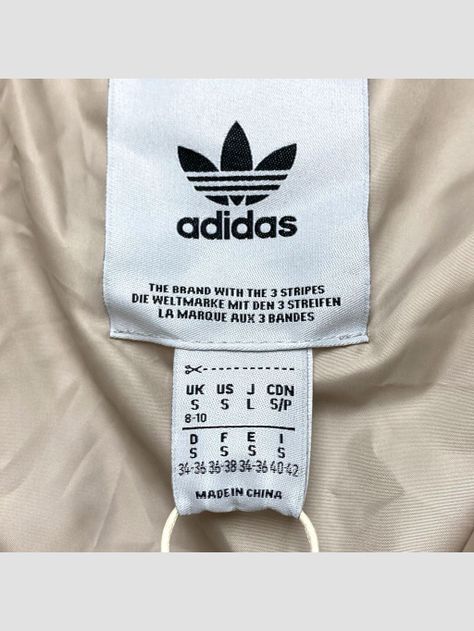 adidas
THE BRAND WITH THE 3 STRIPES
DIE WELTMARKE MIT DEN 3 STREIFEN
LA MARQUE AUX 3 BANDES
UK US J CDN
S S L S/P
8-10
D F E I
S S S S
34-36 36-38 34-36 40-42
MADE IN CHINA